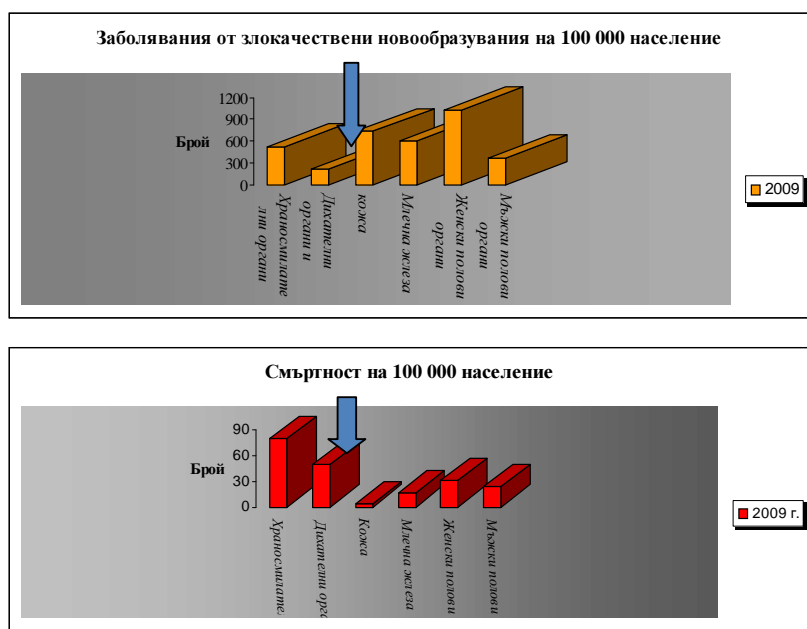 Заболявания от злокачествени новообразувания на 100 000 население
1200
900
600
300
0
Брой
Храносмилате
лни органи
Дихателни
органи и
кожа
Млечна жлеза
Женски полови
органи
Мъжки полови
органи
2009
Смъртност на 100 000 население
90
60
30
0
Брой
Храносмилател
Дихателни орга
Кожа
Млечна жлеза
Женски полови
Мъжки полови
2009 г.